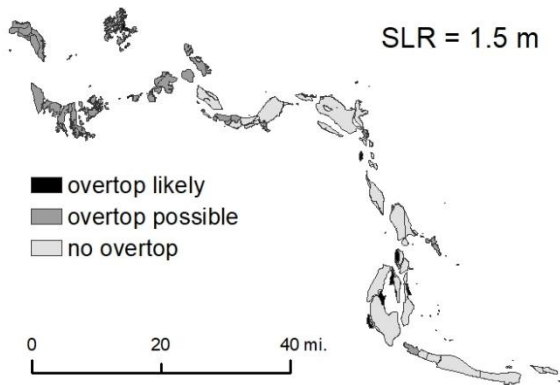 SLR = 1.5 m
overtop likely
overtop possible
no overtop
0 20 40 mi.